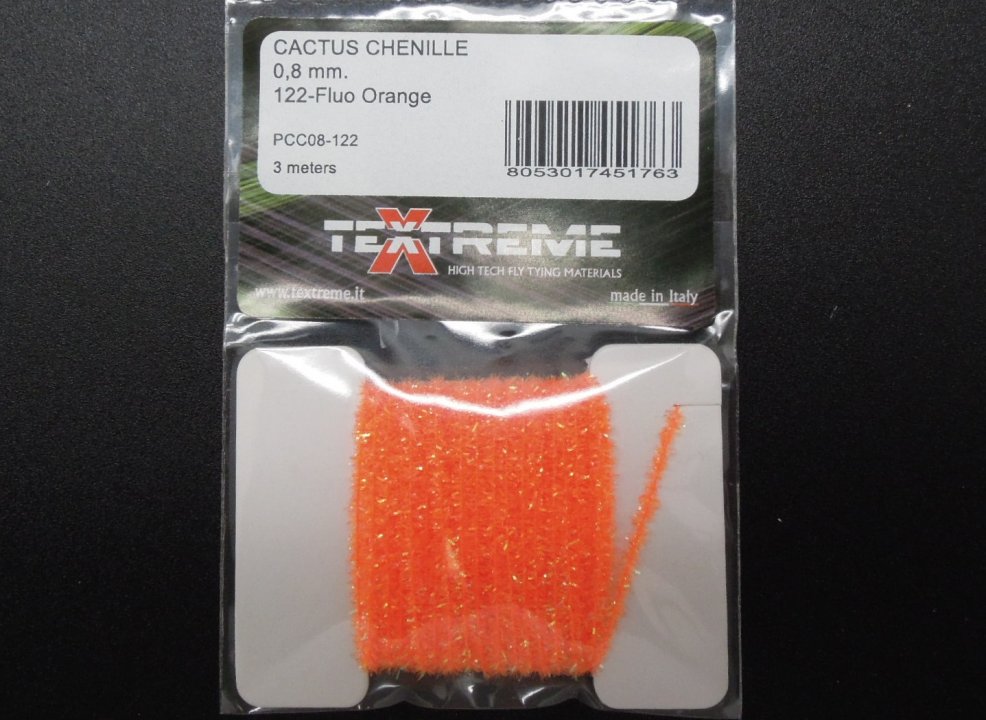 CACTUS CHENILLE
0,8 mm.
122-Fluo Orange
PCC08-122
3 meters
8053017451763
TEXTREME
HIGH TECH FLY TYING MATERIALS
www.textreme.it
made in Italy